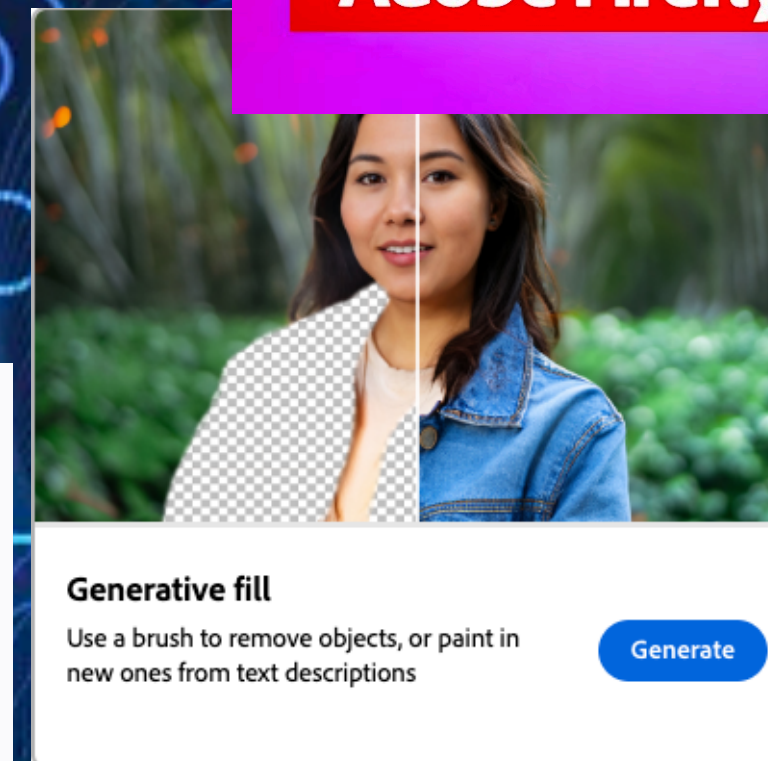 Generative fill
Use a brush to remove objects, or paint in
new ones from text descriptions
Generate